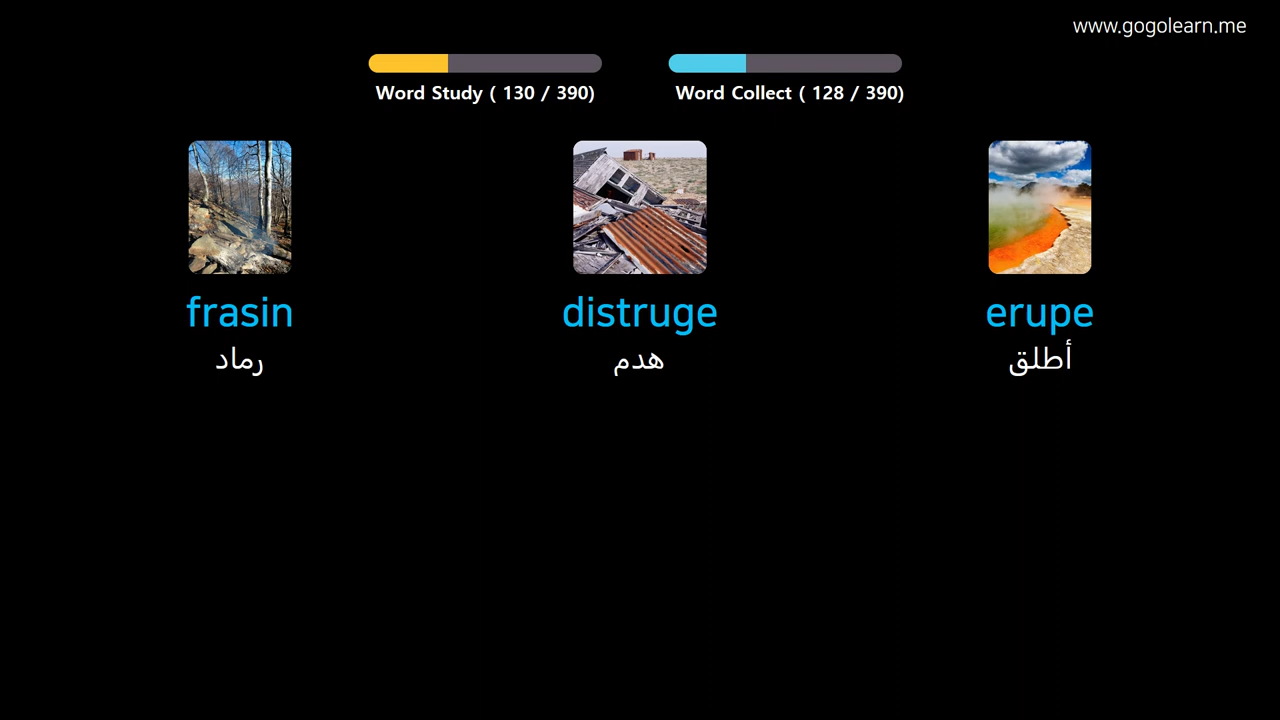 www.gogolearn.me
Word Study ( 130 / 390)
Word Collect ( 128 / 390)
frasin
رماد
distruge
هدم
erupe
أطلق